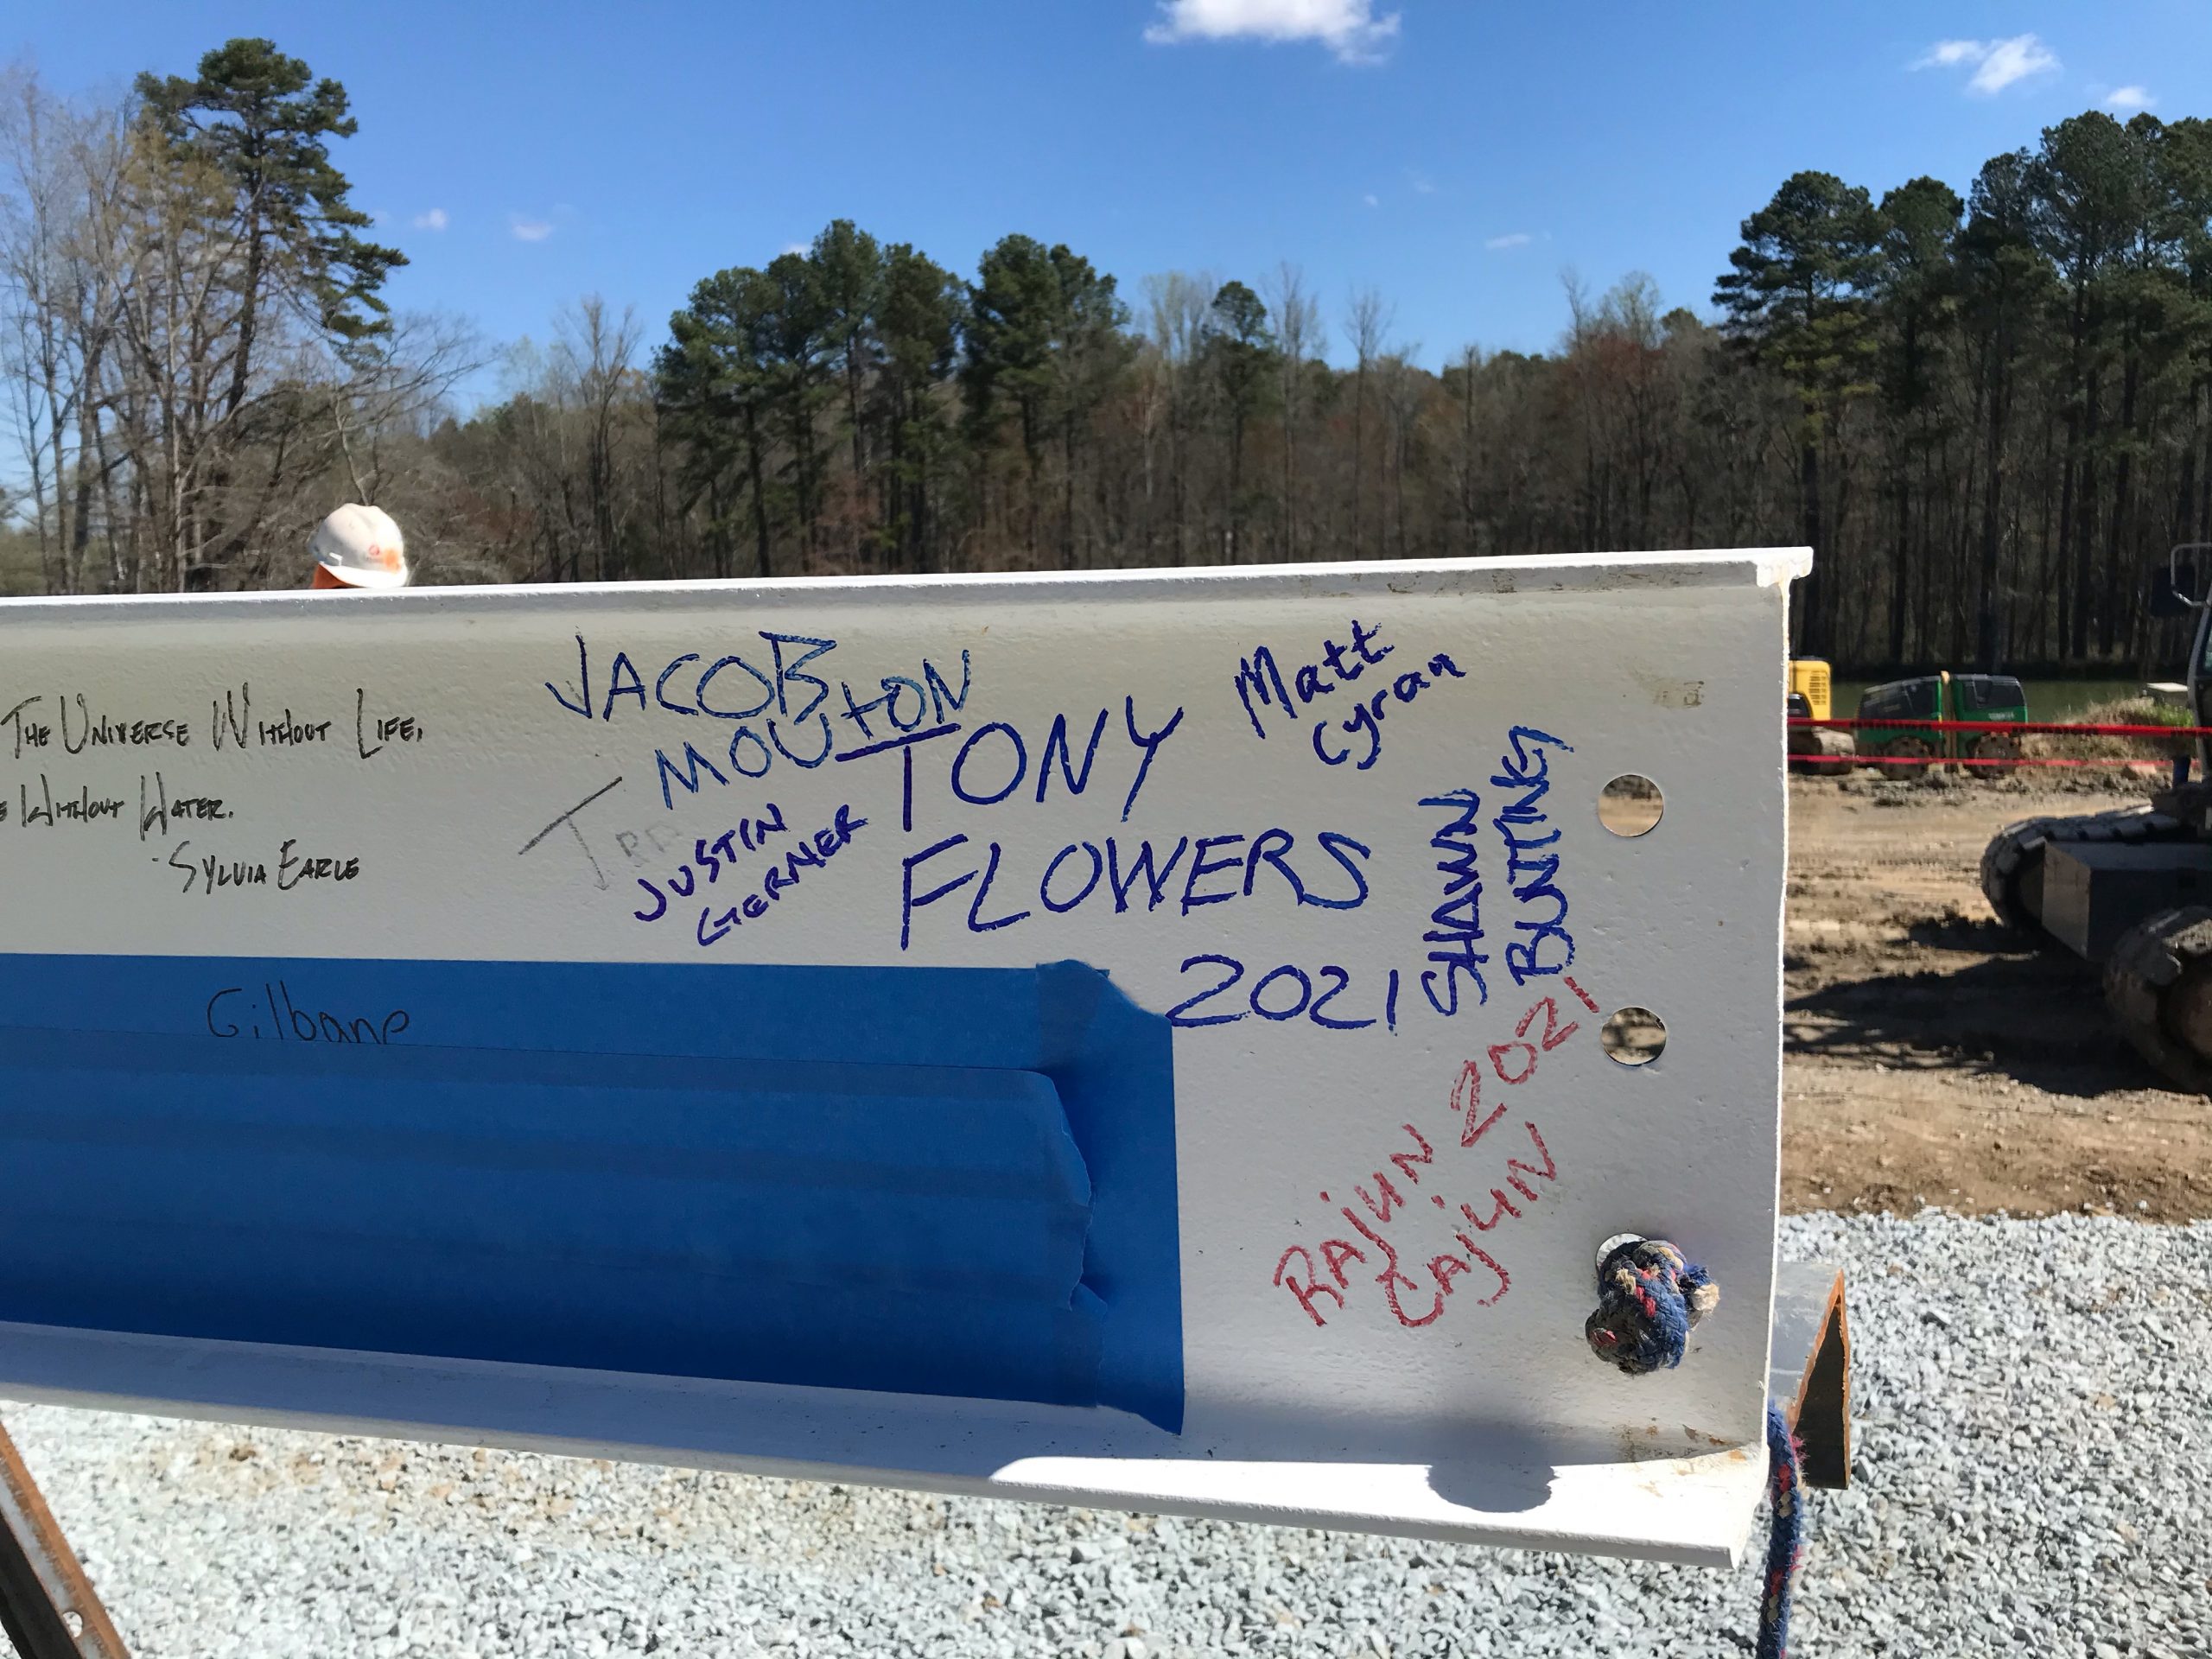 The Universe Without Life,
Without Water.
Sylvia Earle
Gilbane
JACOB
MOUTON
JUSTIN
GERNER
TONY
FLOWERS
2021
Matt
Cyran
SHAWN
BUNTING
RAjUN 2021
CAjUN